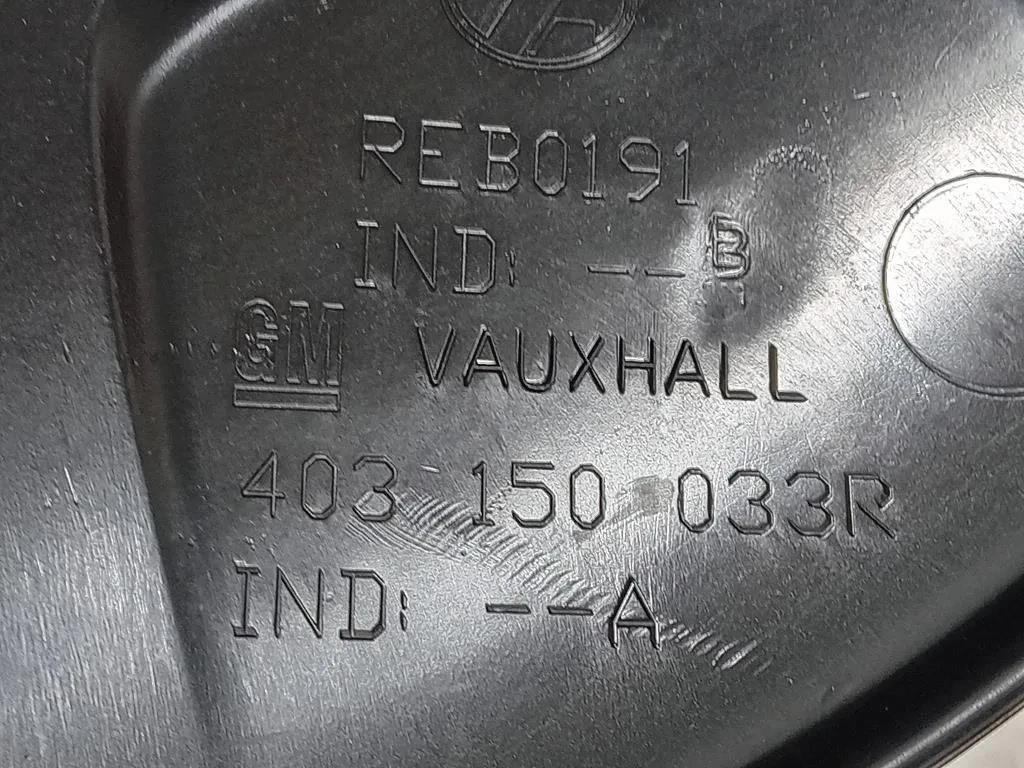 REB0191
IND: --B
GM VAUXHALL
403 150 033R
IND: --A